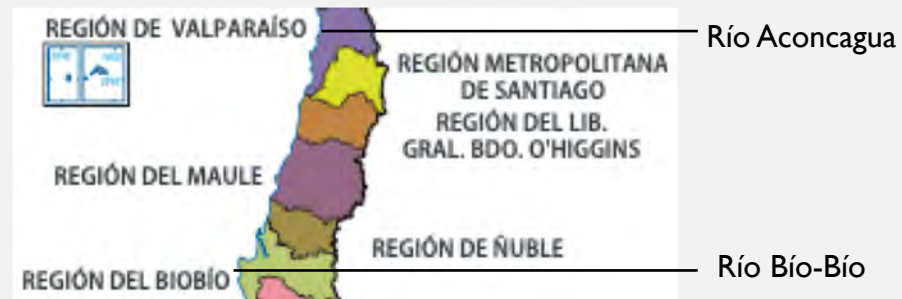 REGIÓN DE VALPARAÍSO
Río Aconcagua
REGIÓN METROPOLITANA
DE SANTIAGO
REGIÓN DEL LIB.
GRAL. BDO. O'HIGGINS
REGIÓN DEL MAULE
REGIÓN DE ÑUBLE
REGIÓN DEL BIOBÍO
Río Bío-Bío